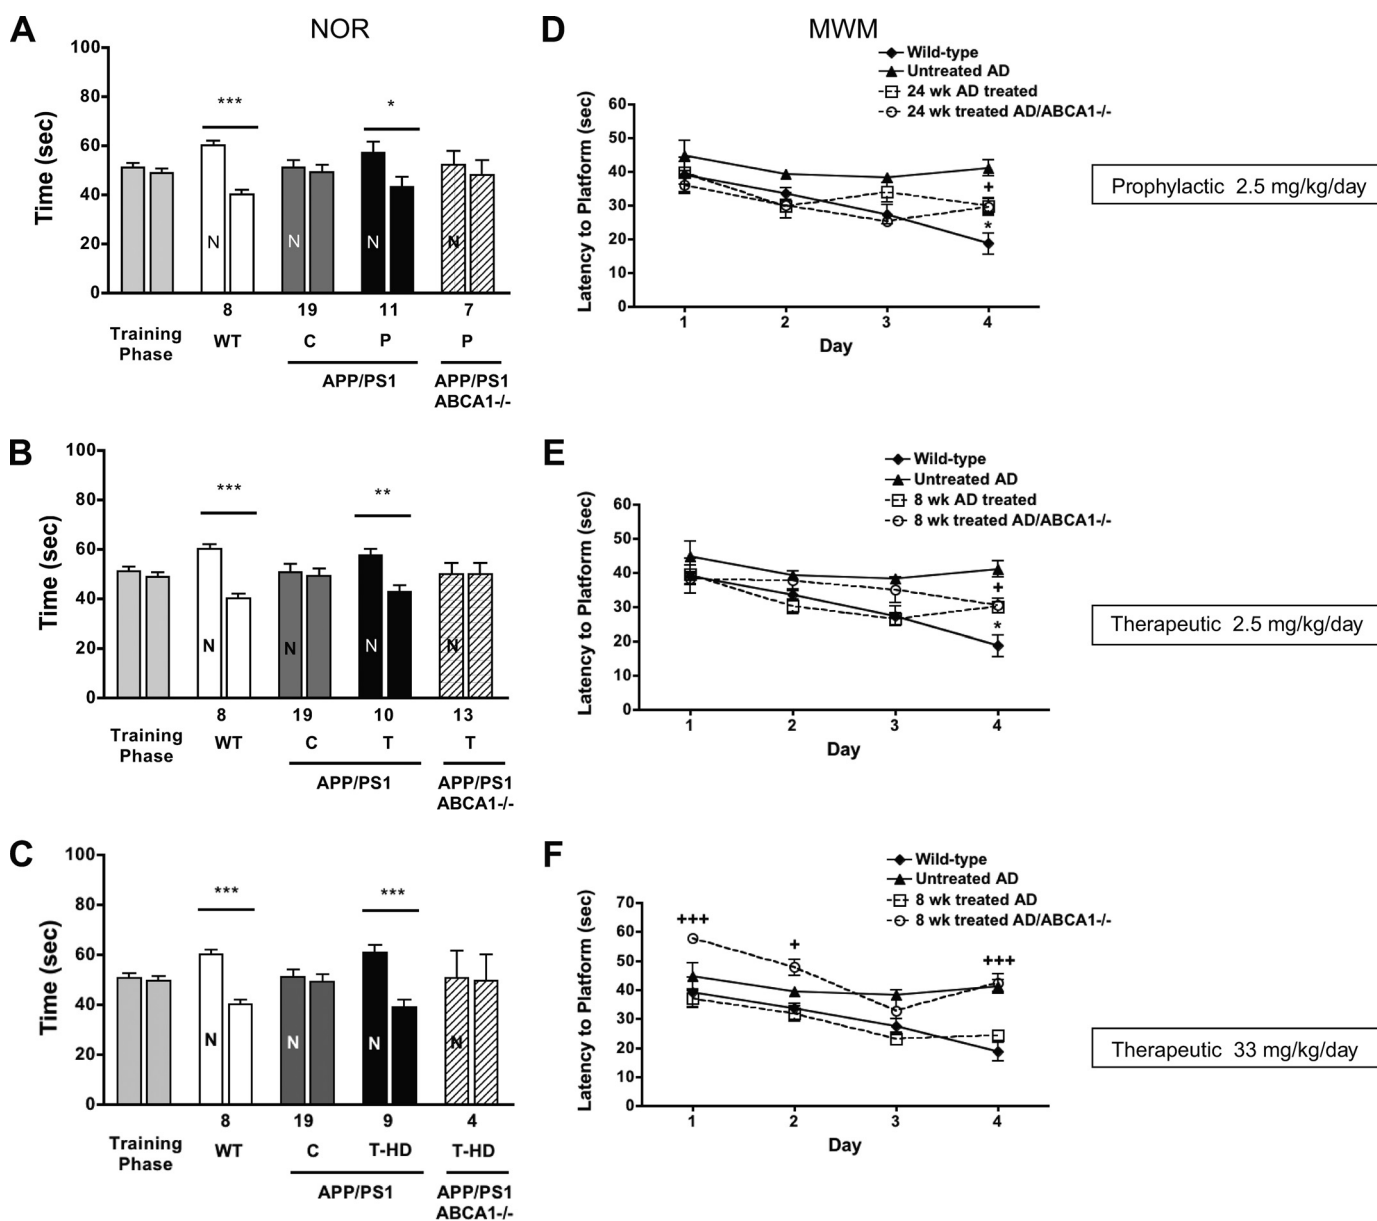 A
NOR
100
80
60
40
20
0
Time (sec)
***
*
N
N
N
N
8
19
11
7
Training
Phase
WT
C
P
P
APP/PS1
APP/PS1
ABCA1-/-
D
MWM
Wild-type
Untreated AD
24 wk AD treated
24 wk treated AD/ABCA1-/-
60
50
40
30
20
10
0
Latency to Platform (sec)
+
*
1
2
3
4
Day
Prophylactic 2.5 mg/kg/day
B
100
80
60
40
20
0
Time (sec)
***
**
N
N
N
N
8
19
10
13
Training
Phase
WT
C
T
T
APP/PS1
APP/PS1
ABCA1-/-
E
Wild-type
Untreated AD
8 wk AD treated
8 wk treated AD/ABCA1-/-
60
50
40
30
20
10
0
Latency to Platform (sec)
+
*
1
2
3
4
Day
Therapeutic 2.5 mg/kg/day
C
100
80
60
40
20
0
Time (sec)
***
***
N
N
N
N
8
19
9
4
Training
Phase
WT
C
T-HD
T-HD
APP/PS1
APP/PS1
ABCA1-/-
F
Wild-type
Untreated AD
8 wk treated AD
8 wk treated AD/ABCA1-/-
70
60
50
40
30
20
10
0
Latency to Platform (sec)
+++
+
+++
1
2
3
4
Day
Therapeutic 33 mg/kg/day